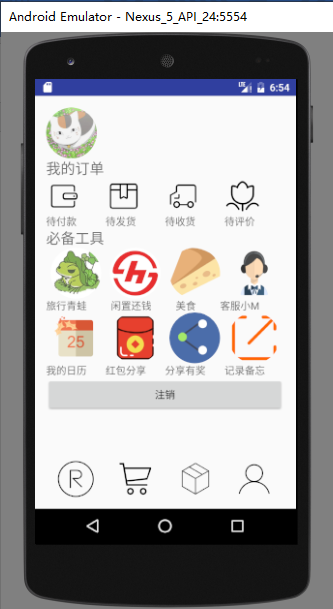 Android Emulator - Nexus_5_API_24:5554
LTE 6:54
我的订单
待付款 待发货 待收货 待评价
必备工具
旅行青蛙 闲置还钱 美食 客服小M
25
我的日历 红包分享 分享有奖 记录备忘
注销
R